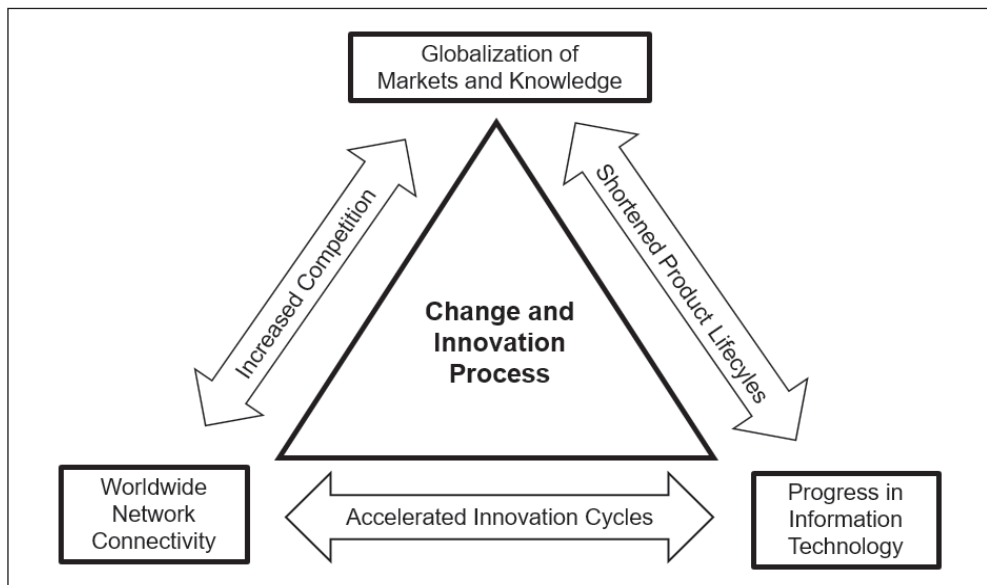 Globalization of
Markets and Knowledge
Increased Competition
Shortened Product Lifecyles
Change and
Innovation
Process
Worldwide
Network
Connectivity
Accelerated Innovation Cycles
Progress in
Information
Technology